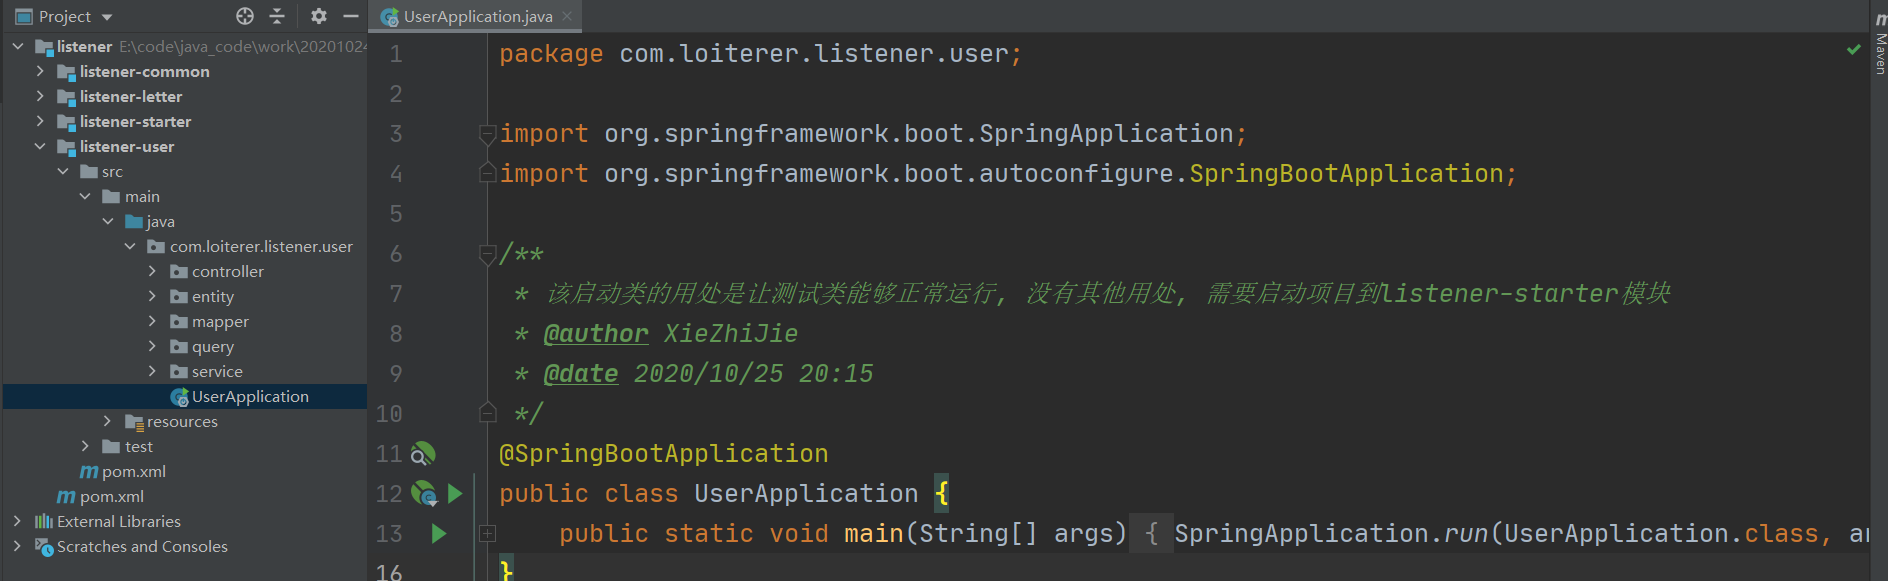 Project
listener E:\code\java_code\work\20201024
listener-common
listener-letter
listener-starter
listener-user
src
main
java
com.loiterer.listener.user
controller
entity
mapper
query
service
UserApplication
resources
test
pom.xml
pom.xml
External Libraries
Scratches and Consoles
UserApplication.java
1 package com.loiterer.listener.user;
2
3 import org.springframework.boot.SpringApplication;
4 import org.springframework.boot.autoconfigure.SpringBootApplication;
5
6 /**
7 * 该启动类的用处是让测试类能够正常运行, 没有其他用处, 需要启动项目到listener-starter模块
8 * @author XieZhiJie
9 * @date 2020/10/25 20:15
10 */
11 @SpringBootApplication
12 public class UserApplication {
13 public static void main(String[] args) { SpringApplication.run(UserApplication.class, ar
16 }
Maven